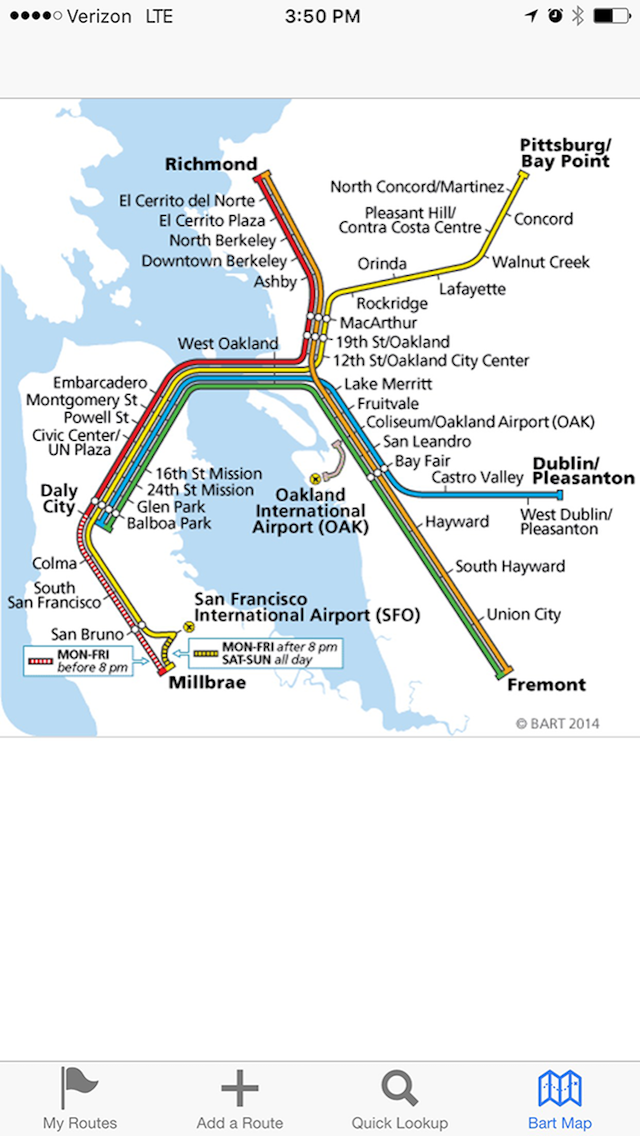 Verizon LTE
3:50 PM
Richmond
El Cerrito del Norte
El Cerrito Plaza
North Berkeley
Downtown Berkeley
Ashby
Pittsburg/
Bay Point
North Concord/Martinez
Concord
Pleasant Hill/
Contra Costa Centre
Walnut Creek
Lafayette
Orinda
Rockridge
MacArthur
19th St/Oakland
12th St/Oakland City Center
West Oakland
Embarcadero
Montgomery St
Powell St
Civic Center/
UN Plaza
16th St Mission
24th St Mission
Glen Park
Balboa Park
Daly
City
Lake Merritt
Fruitvale
Coliseum/Oakland Airport (OAK)
San Leandro
Bay Fair
Castro Valley
Dublin/
Pleasanton
West Dublin/
Pleasanton
Oakland
International
Airport (OAK)
Hayward
South Hayward
Union City
Fremont
Colma
South
San Francisco
San Bruno
San Francisco
International Airport (SFO)
MON-FRI
before 8 pm
MON-FRI after 8 pm
SAT-SUN all day
Millbrae
© BART 2014
My Routes
Add a Route
Quick Lookup
Bart Map